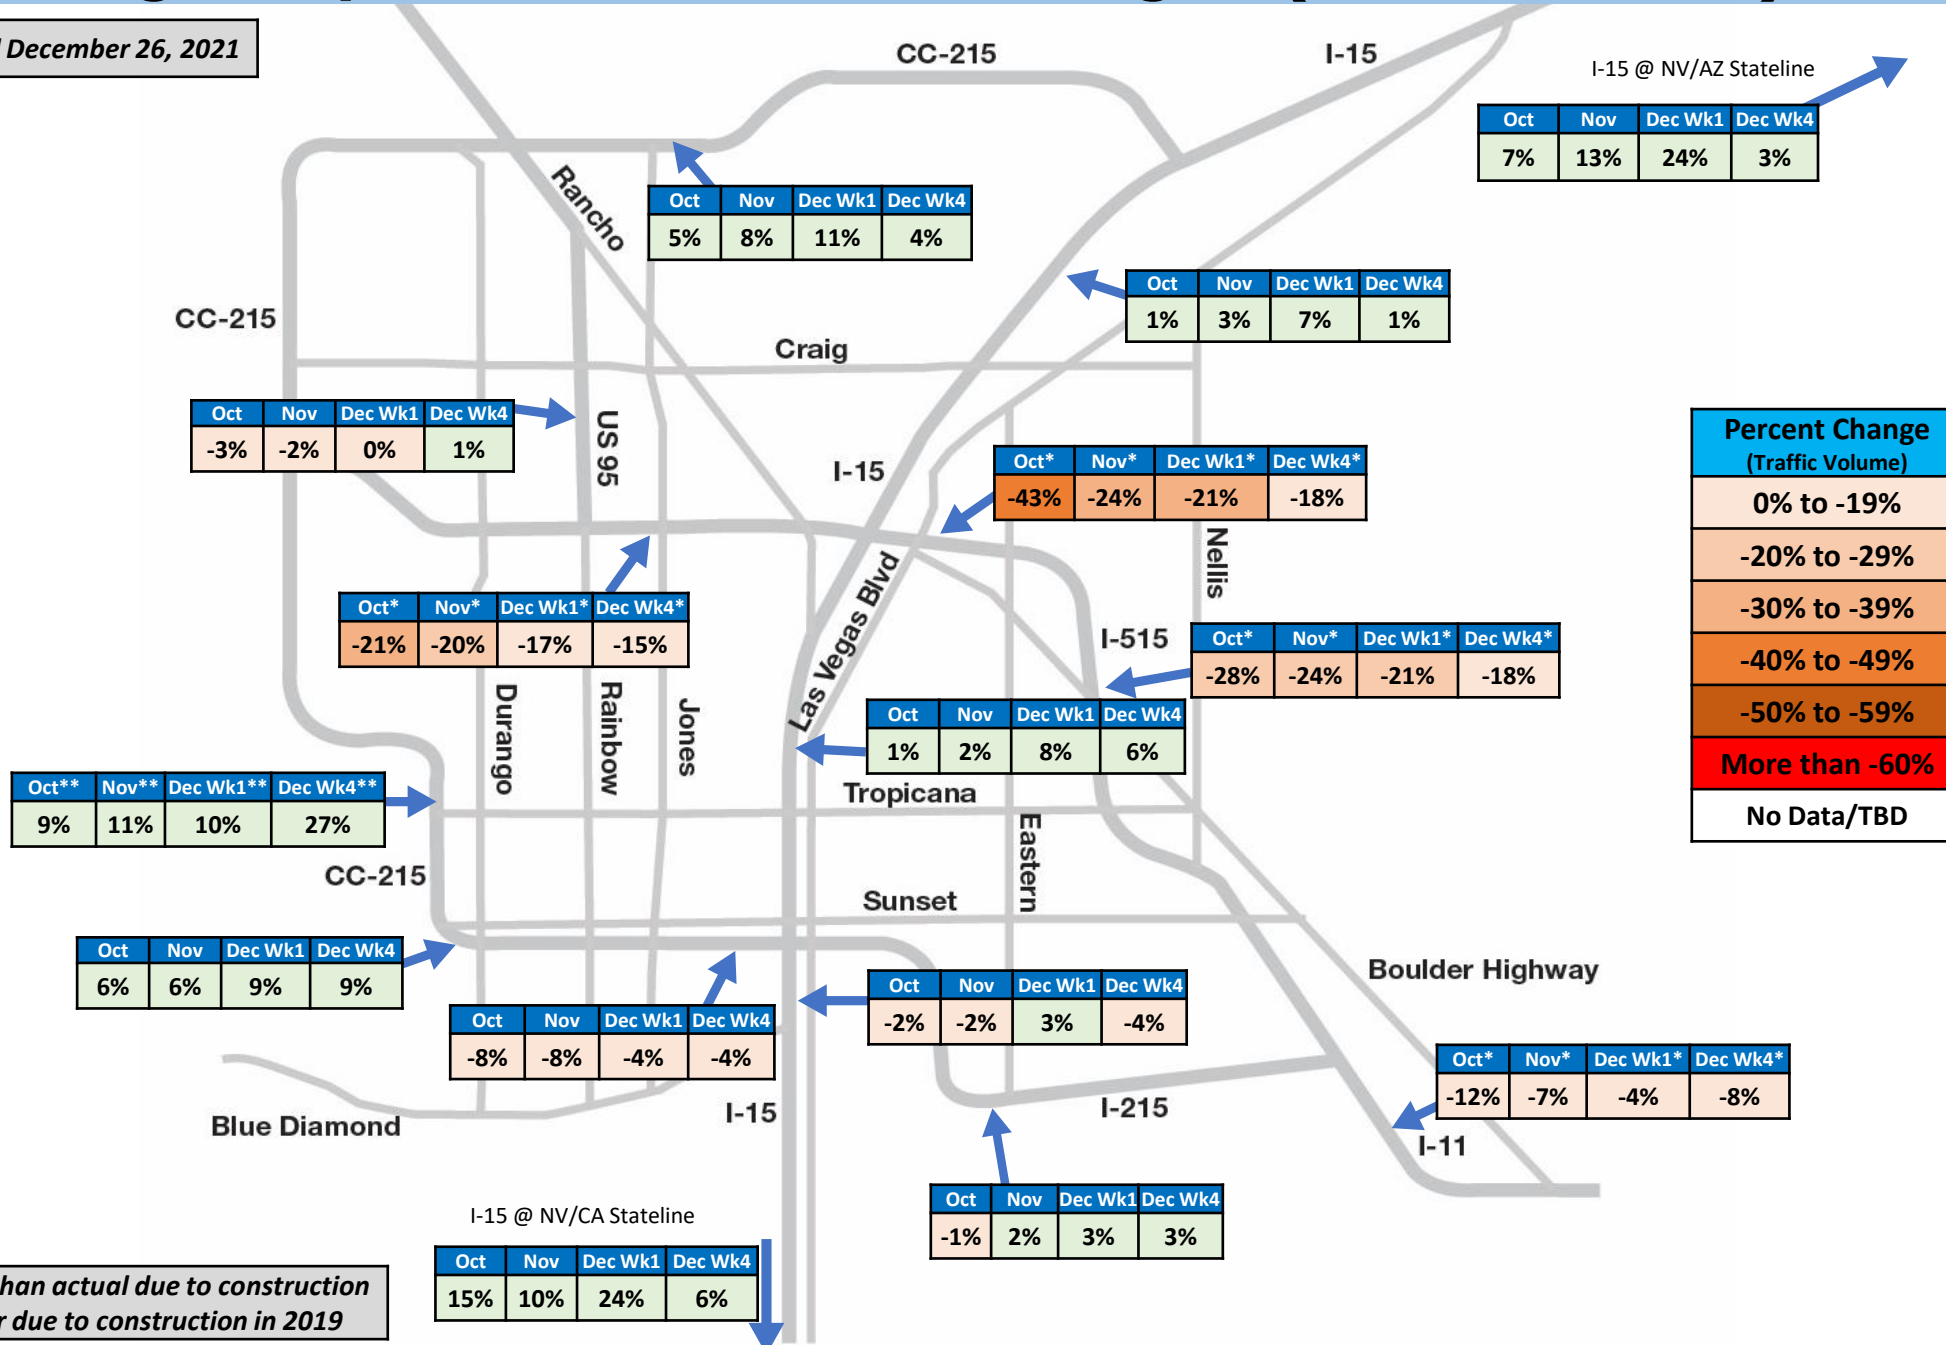 December 26, 2021
CC-215
I-15
I-15 @ NV/AZ Stateline
Oct Nov Dec Wk1 Dec Wk4
7% 13% 24% 3%
Rancho
Oct Nov Dec Wk1 Dec Wk4
5% 8% 11% 4%
Oct Nov Dec Wk1 Dec Wk4
1% 3% 7% 1%
CC-215
Craig
Oct Nov Dec Wk1 Dec Wk4
-3% -2% 0% 1%
US 95
I-15
Oct* Nov* Dec Wk1* Dec Wk4*
-43% -24% -21% -18%
Percent Change
(Traffic Volume)
0% to -19%
-20% to -29%
-30% to -39%
-40% to -49%
-50% to -59%
More than -60%
No Data/TBD
Nellis
Las Vegas Blvd
Oct* Nov* Dec Wk1* Dec Wk4*
-21% -20% -17% -15%
I-515
Oct* Nov* Dec Wk1* Dec Wk4*
-28% -24% -21% -18%
Durango
Rainbow
Jones
Oct Nov Dec Wk1 Dec Wk4
1% 2% 8% 6%
Oct** Nov** Dec Wk1** Dec Wk4**
9% 11% 10% 27%
Tropicana
Eastern
CC-215
Sunset
Oct Nov Dec Wk1 Dec Wk4
6% 6% 9% 9%
Boulder Highway
Oct Nov Dec Wk1 Dec Wk4
-2% -2% 3% -4%
Oct Nov Dec Wk1 Dec Wk4
-8% -8% -4% -4%
Oct* Nov* Dec Wk1* Dec Wk4*
-12% -7% -4% -8%
Blue Diamond
I-15
I-215
I-11
Oct Nov Dec Wk1 Dec Wk4
-1% 2% 3% 3%
I-15 @ NV/CA Stateline
Oct Nov Dec Wk1 Dec Wk4
15% 10% 24% 6%
han actual due to construction
r due to construction in 2019